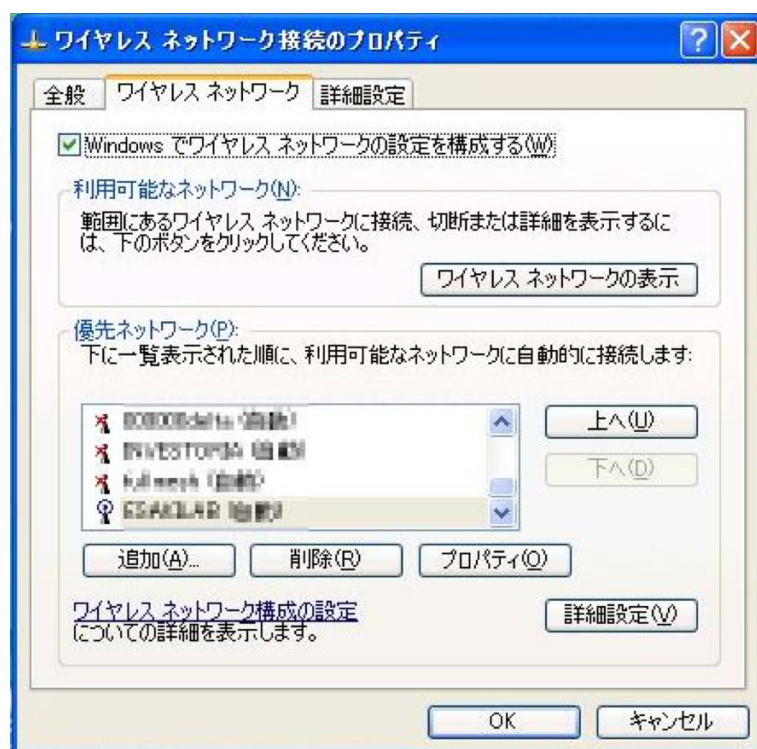 ワイヤレス ネットワーク接続のプロパティ
全般
ワイヤレス ネットワーク
詳細設定
Windows でワイヤレス ネットワークの設定を構成する(W)
利用可能なネットワーク(N):
範囲にあるワイヤレス ネットワークに接続、切断または詳細を表示するに
は、下のボタンをクリックしてください。
ワイヤレス ネットワークの表示
優先ネットワーク(P):
下に一覧表示された順に、利用可能なネットワークに自動的に接続します:
上へ(U)
下へ(D)
追加(A)...
削除(R)
プロパティ(O)
ワイヤレス ネットワーク構成の設定
についての詳細を表示します。
詳細設定(V)
OK
キャンセル